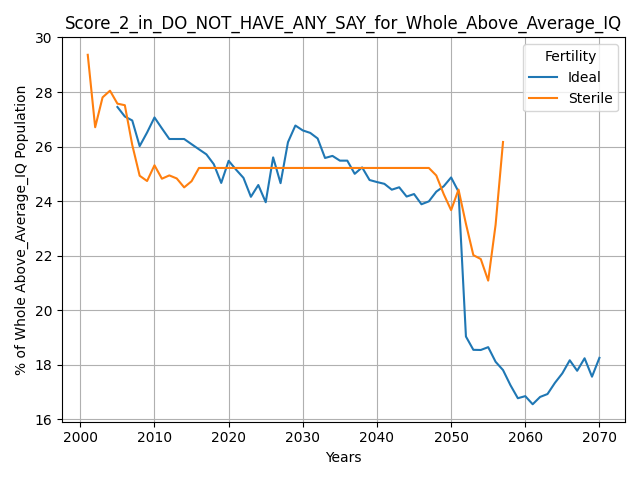 Score_2_in_DO_NOT_HAVE_ANY_SAY_for_Whole_Above_Average_IQ
% of Whole Above_Average_IQ Population
30
28
26
24
22
20
18
16
Fertility
Ideal
Sterile
2000 2010 2020 2030 2040 2050 2060 2070
Years